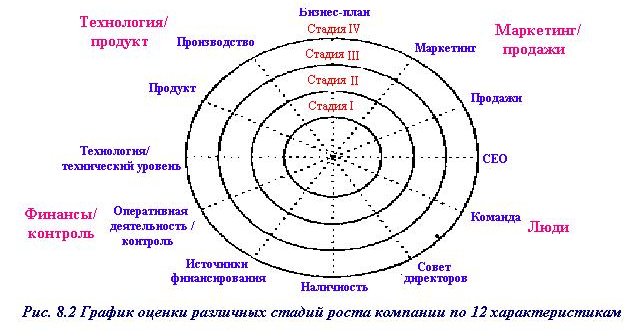 Бизнес-план
Технология/
продукт
Маркетинг/
продажи
Стадия IV
Производство
Маркетинг
Стадия III
Стадия II
Продукт
Продажи
Стадия I
Технология/
технический уровень
CEO
Финансы/
контроль
Оперативная
деятельность /
контроль
Команда
Люди
Источники
финансирования
Наличность
Совет
директоров
Рис. 8.2 График оценки различных стадий роста компании по 12 характеристикам